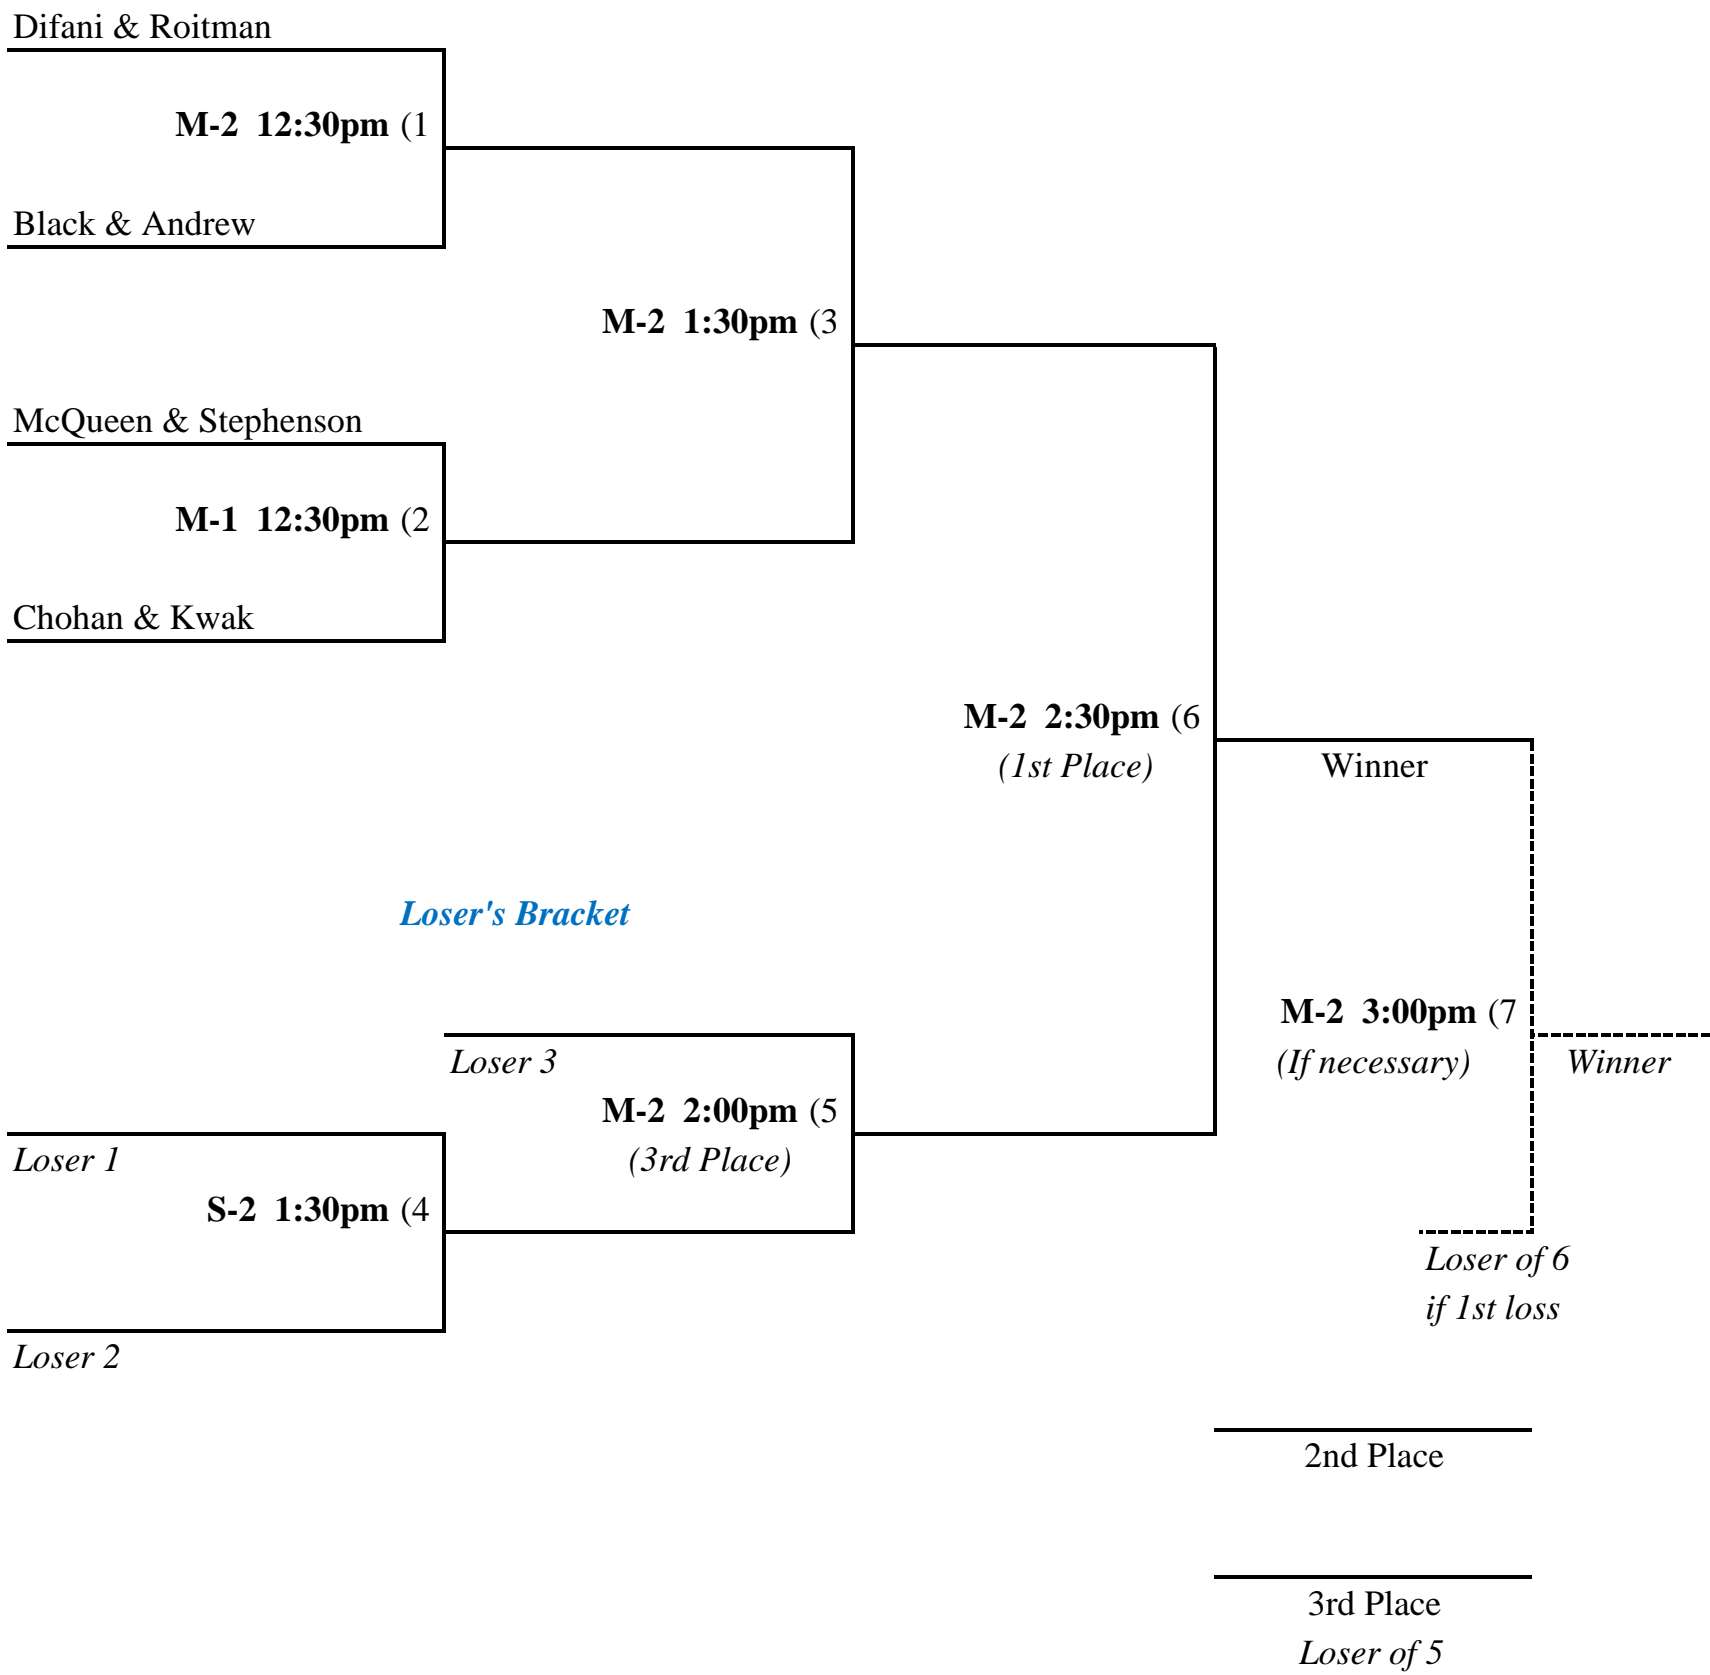 Difani & Roitman
M-2 12:30pm (1
Black & Andrew
M-2 1:30pm (3
McQueen & Stephenson
M-1 12:30pm (2
Chohan & Kwak
M-2 2:30pm (6
(1st Place)
Winner
Loser's Bracket
M-2 3:00pm (7
(If necessary)
Winner
Loser 3
M-2 2:00pm (5
(3rd Place)
Loser 1
S-2 1:30pm (4
Loser 2
Loser of 6
if 1st loss
2nd Place
3rd Place
Loser of 5